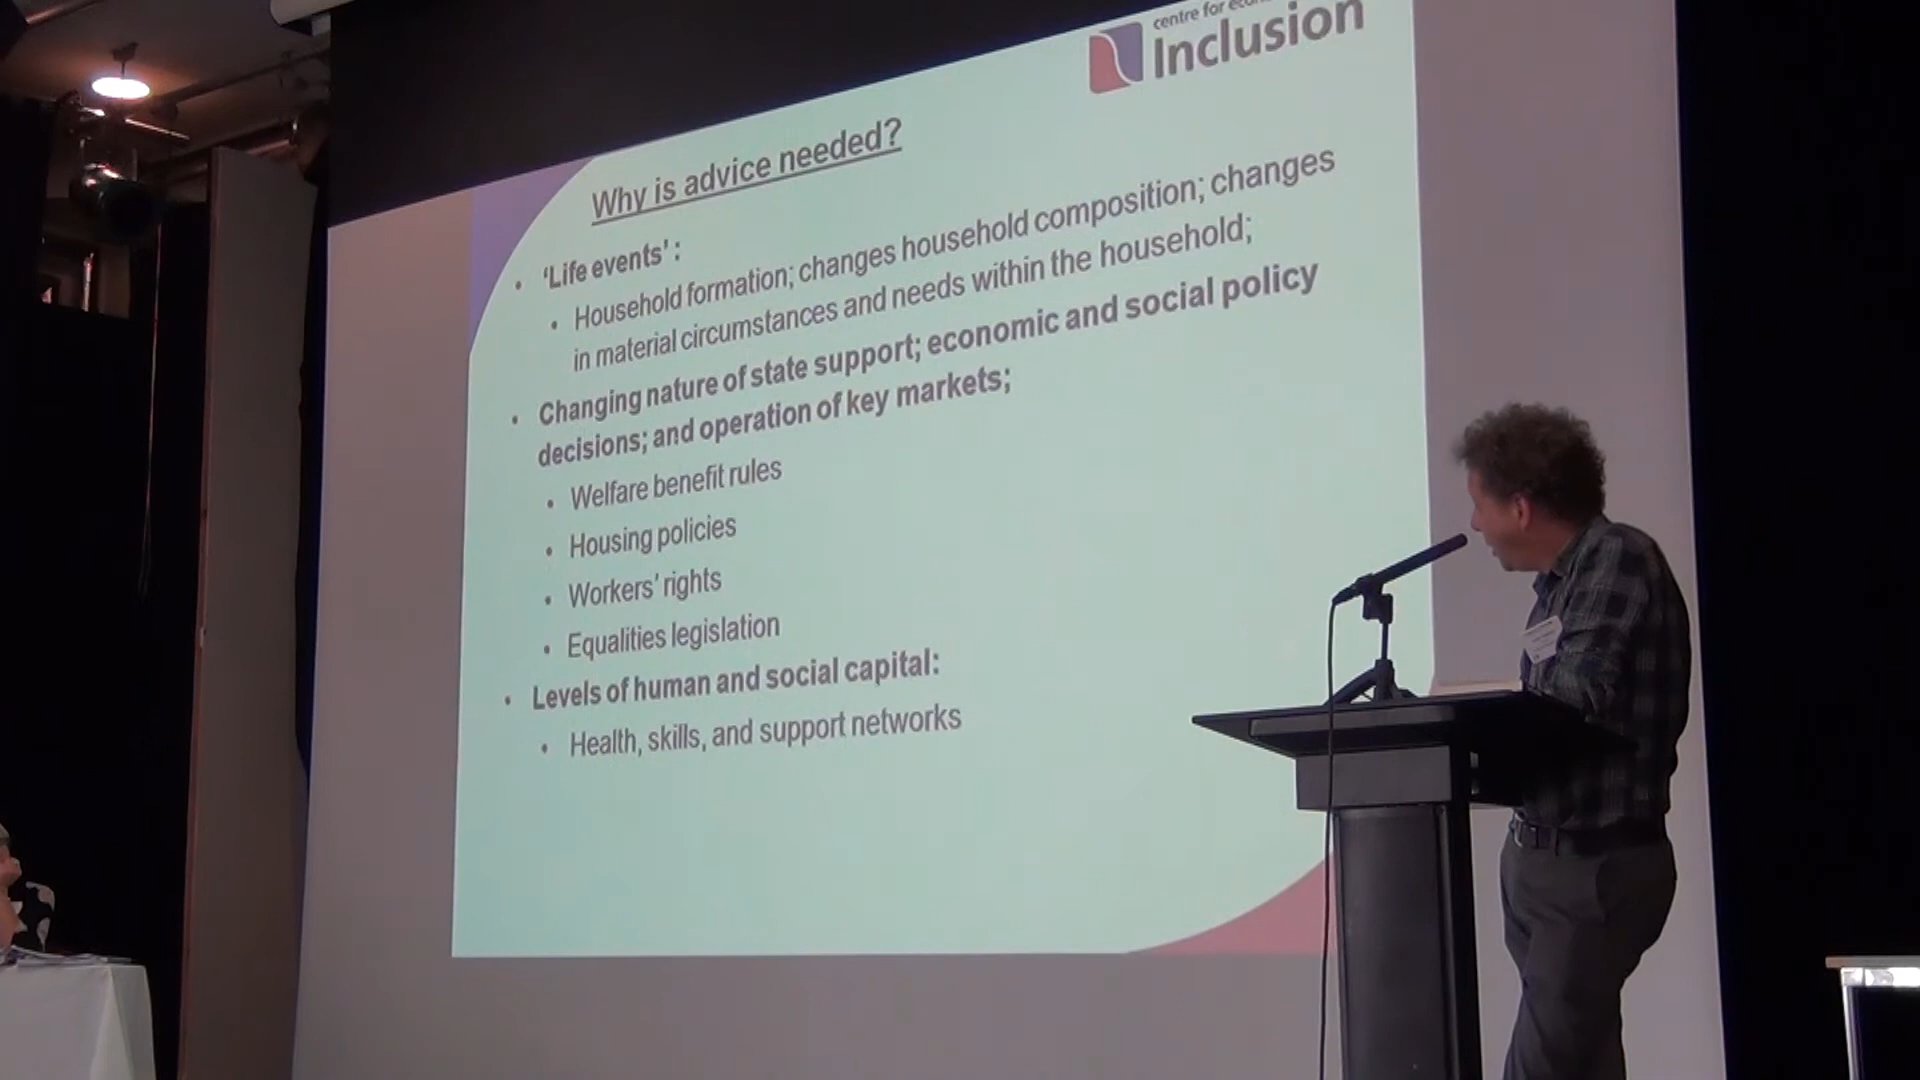 centre for
Inclusion
Why is advice needed?
• 'Life events' :
• Household formation; changes household composition; changes
in material circumstances and needs within the household;
• Changing nature of state support; economic and social policy
decisions; and operation of key markets;
• Welfare benefit rules
• Housing policies
• Workers' rights
• Equalities legislation
• Levels of human and social capital:
• Health, skills, and support networks